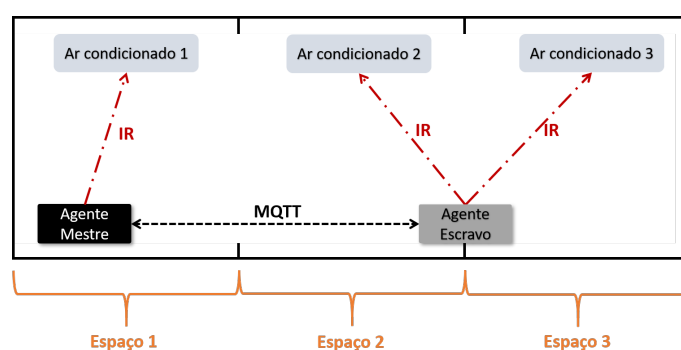 Ar condicionado 1
Ar condicionado 2
Ar condicionado 3
IR
IR
IR
Agente
Mestre
MQTT
Agente
Escravo
Espaço 1
Espaço 2
Espaço 3